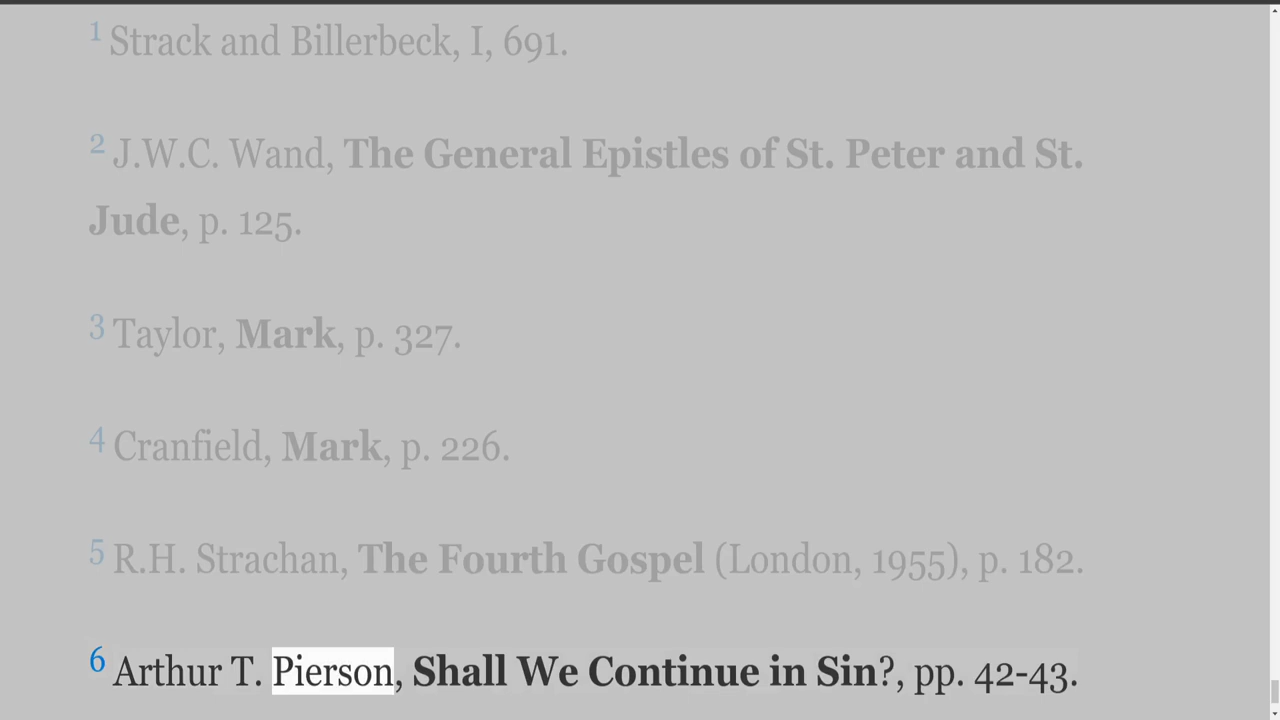 1 Strack and Billerbeck, I, 691.
2 J.W.C. Wand, The General Epistles of St. Peter and St.
Jude, p. 125.
3 Taylor, Mark, p. 327.
4 Cranfield, Mark, p. 226.
5 R.H. Strachan, The Fourth Gospel (London, 1955), p. 182.
6 Arthur T. Pierson, Shall We Continue in Sin?, pp. 42-43.